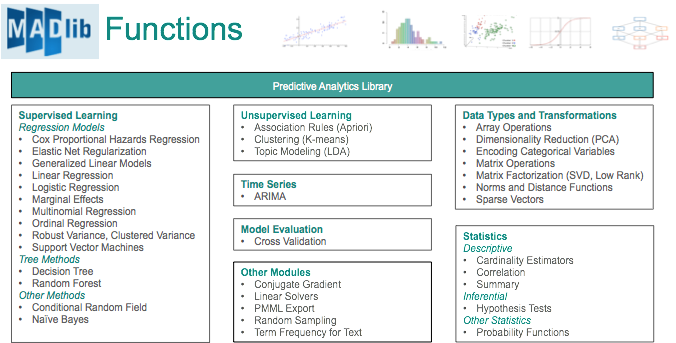 MADlib Functions
Predictive Analytics Library
Supervised Learning
Regression Models
• Cox Proportional Hazards Regression
• Elastic Net Regularization
• Generalized Linear Models
• Linear Regression
• Logistic Regression
• Marginal Effects
• Multinomial Regression
• Ordinal Regression
• Robust Variance, Clustered Variance
• Support Vector Machines
Tree Methods
• Decision Tree
• Random Forest
Other Methods
• Conditional Random Field
• Naïve Bayes
Unsupervised Learning
• Association Rules (Apriori)
• Clustering (K-means)
• Topic Modeling (LDA)
Time Series
• ARIMA
Model Evaluation
• Cross Validation
Other Modules
• Conjugate Gradient
• Linear Solvers
• PMML Export
• Random Sampling
• Term Frequency for Text
Data Types and Transformations
• Array Operations
• Dimensionality Reduction (PCA)
• Encoding Categorical Variables
• Matrix Operations
• Matrix Factorization (SVD, Low Rank)
• Norms and Distance Functions
• Sparse Vectors
Statistics
Descriptive
• Cardinality Estimators
• Correlation
• Summary
Inferential
• Hypothesis Tests
Other Statistics
• Probability Functions